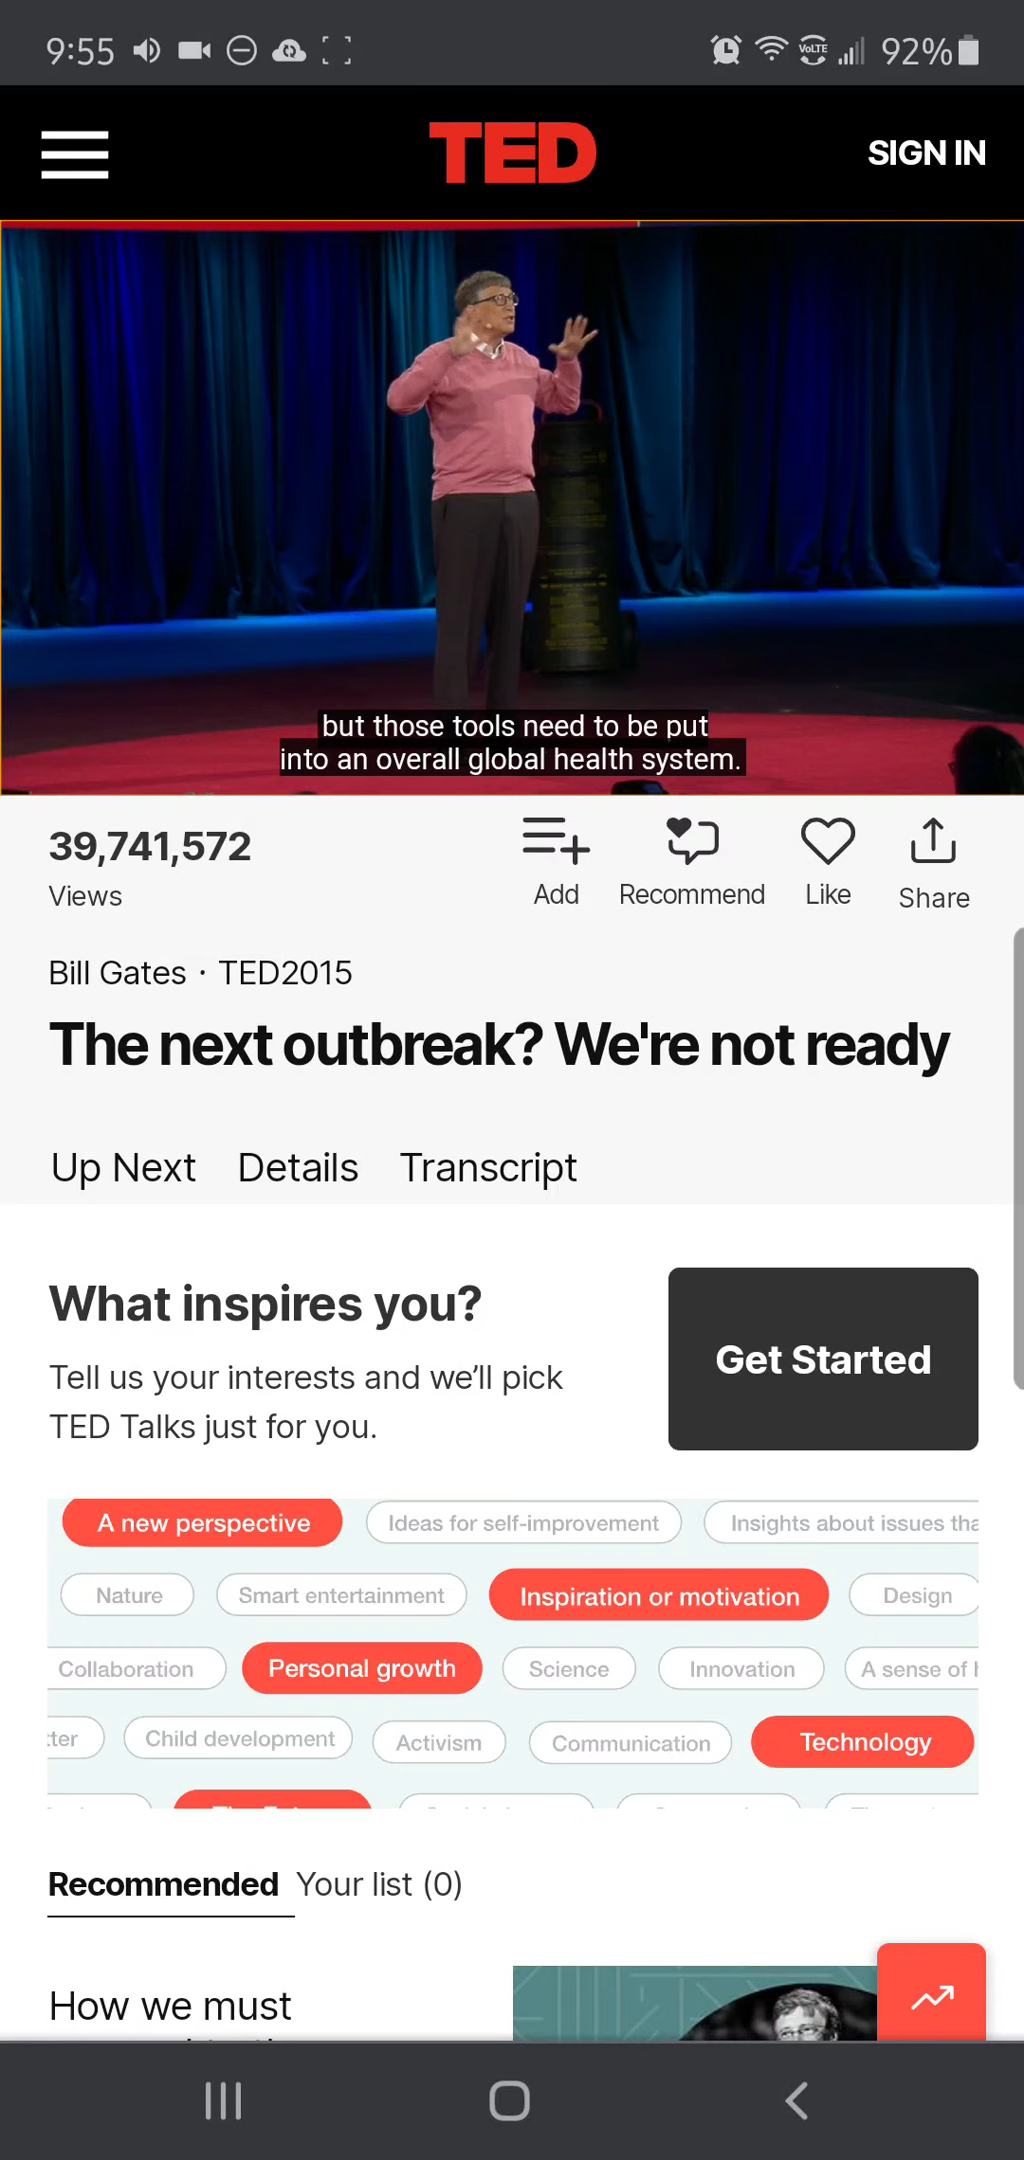 9:55 VoLTE 92%
TED
SIGN IN
but those tools need to be put
into an overall global health system.
39,741,572
Views
Add Recommend Like Share
Bill Gates · TED2015
The next outbreak? We're not ready
Up Next Details Transcript
What inspires you?
Tell us your interests and we’ll pick
TED Talks just for you.
Get Started
A new perspective Ideas for self-improvement Insights about issues
Nature Smart entertainment Inspiration or motivation Design
Collaboration Personal growth Science Innovation A sense of
Child development Activism Communication Technology
Recommended Your list (0)
How we must